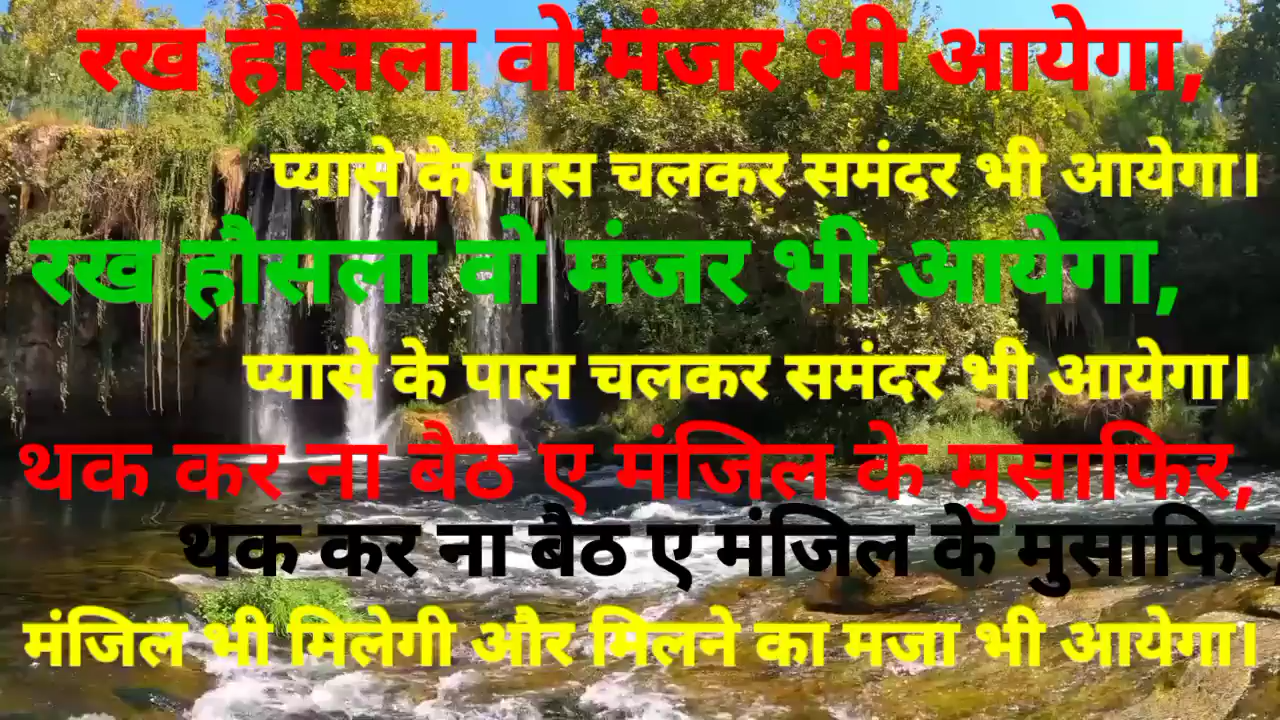 रख हौसला वो मंजर भी आयेगा,
प्यासे के पास चलकर समंदर भी आयेगा।
रख हौसला वो मंजर भी आयेगा,
प्यासे के पास चलकर समंदर भी आयेगा।
थक कर ना बैठ ए मंजिल के मुसाफिर,
थक कर ना बैठ ए मंजिल के मुसाफिर,
मंजिल भी मिलेगी और मिलने का मजा भी आयेगा।